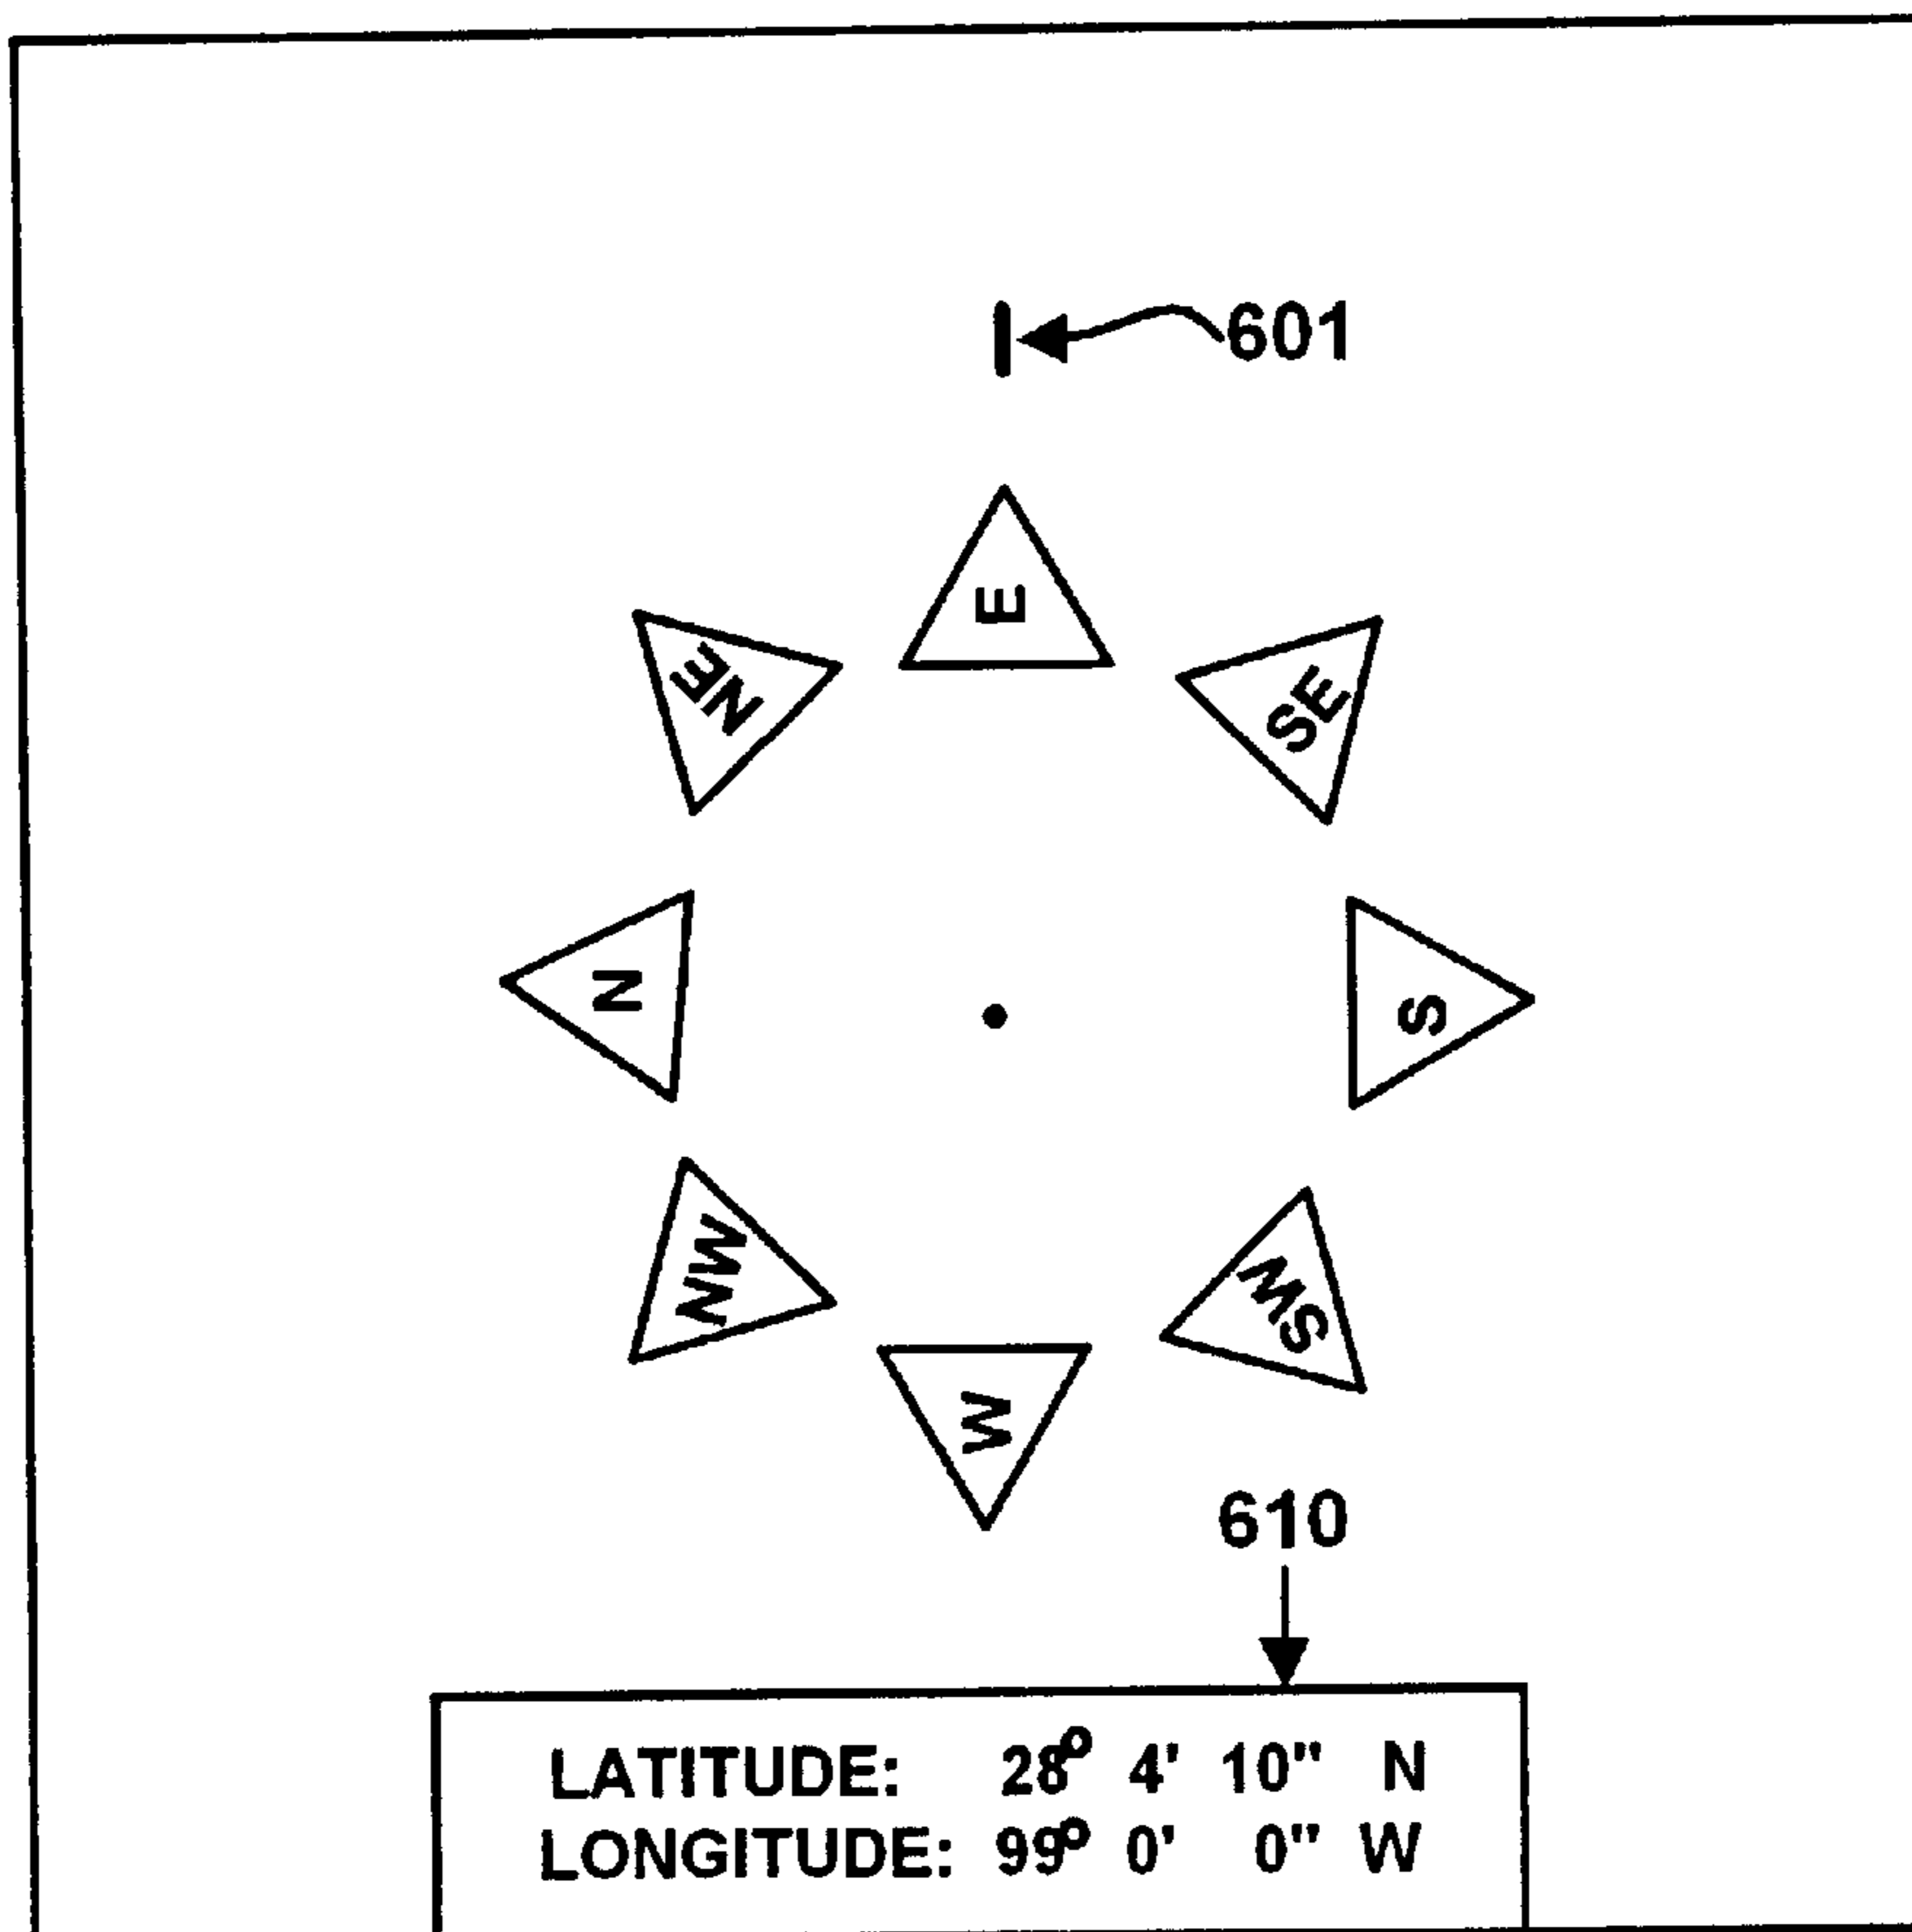 601
E
NE
SE
N
S
NW
SW
W
610
LATITUDE: 28° 4' 10" N
LONGITUDE: 99° 0' 0" W